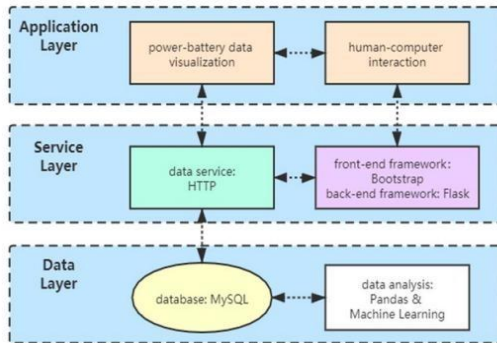 Application
Layer
power-battery data
visualization
human-computer
interaction
Service
Layer
data service:
HTTP
front-end framework:
Bootstrap
back-end framework: Flask
Data
Layer
database: MySQL
data analysis:
Pandas &
Machine Learning